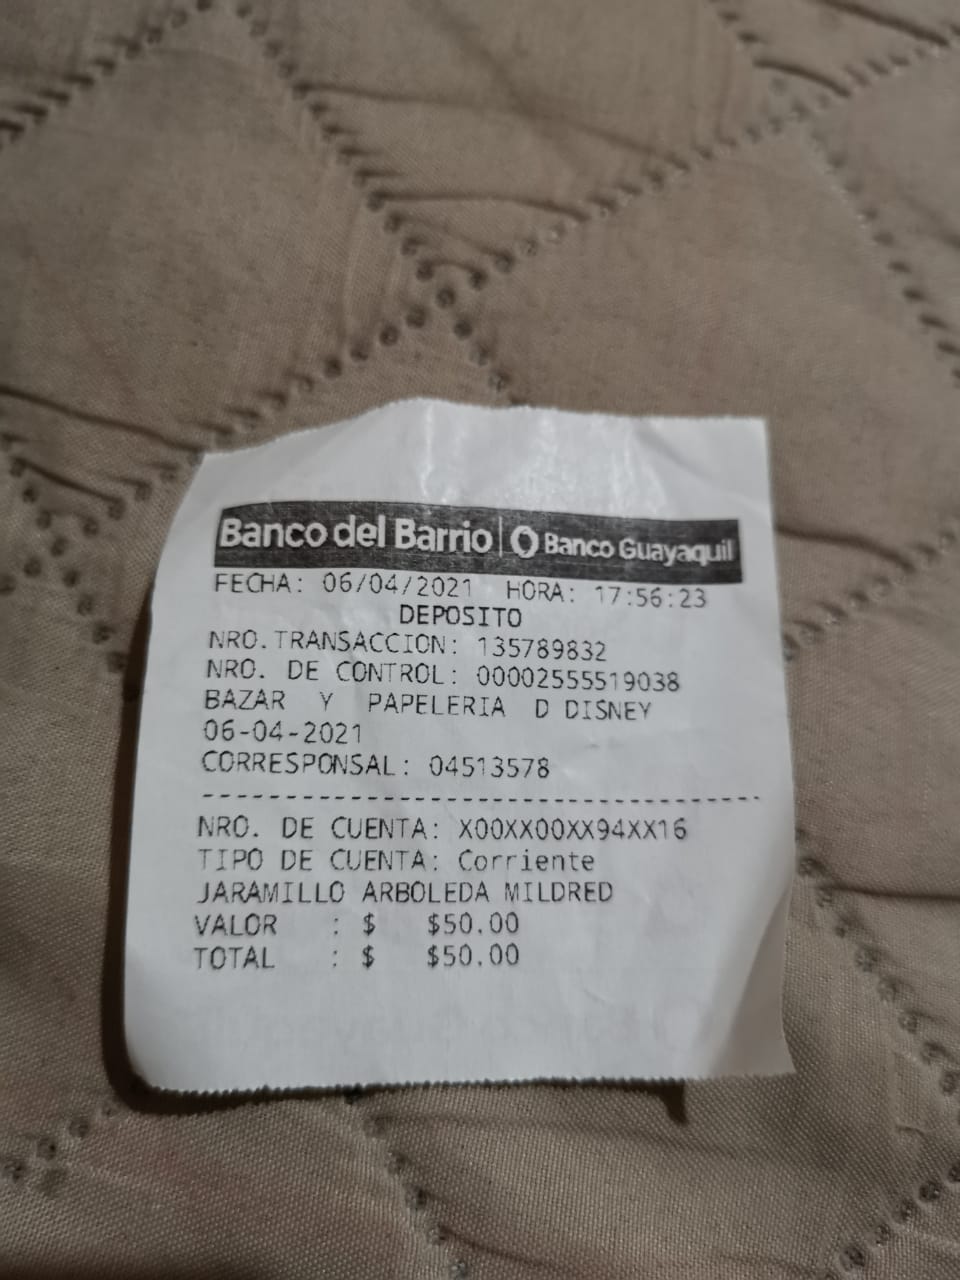 Banco del Barrio | Banco Guayaquil
FECHA: 06/04/2021 HORA: 17:56:23
DEPOSITO
NRO.TRANSACCION: 135789832
NRO. DE CONTROL: 00002555519038
BAZAR Y PAPELERIA D DISNEY
06-04-2021
CORRESPONSAL: 04513578
NRO. DE CUENTA: X00XX00XX94XX16
TIPO DE CUENTA: Corriente
JARAMILLO ARBOLEDA MILDRED
VALOR : $ $50.00
TOTAL : $ $50.00